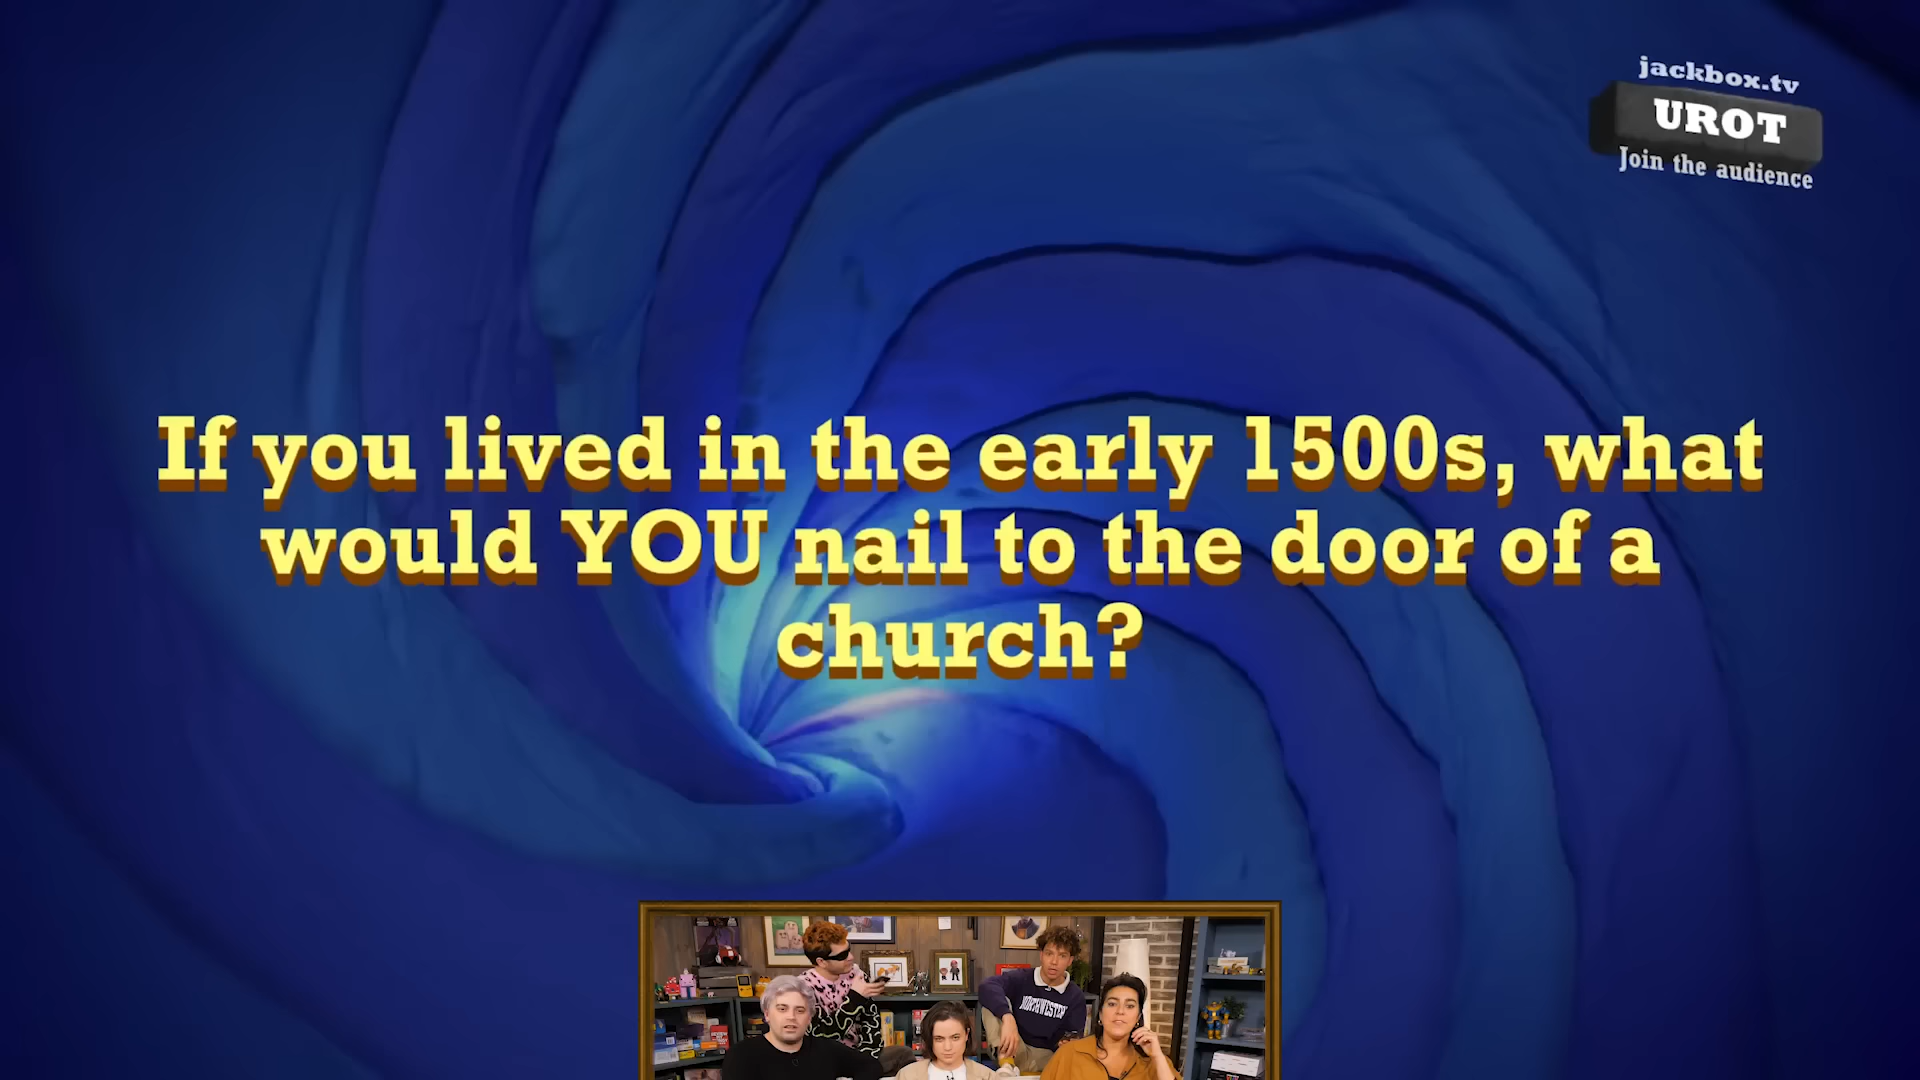 jackbox.tv
UROT
Join the audience
If you lived in the early 1500s, what
would YOU nail to the door of a
church?
NORTHWESTERN